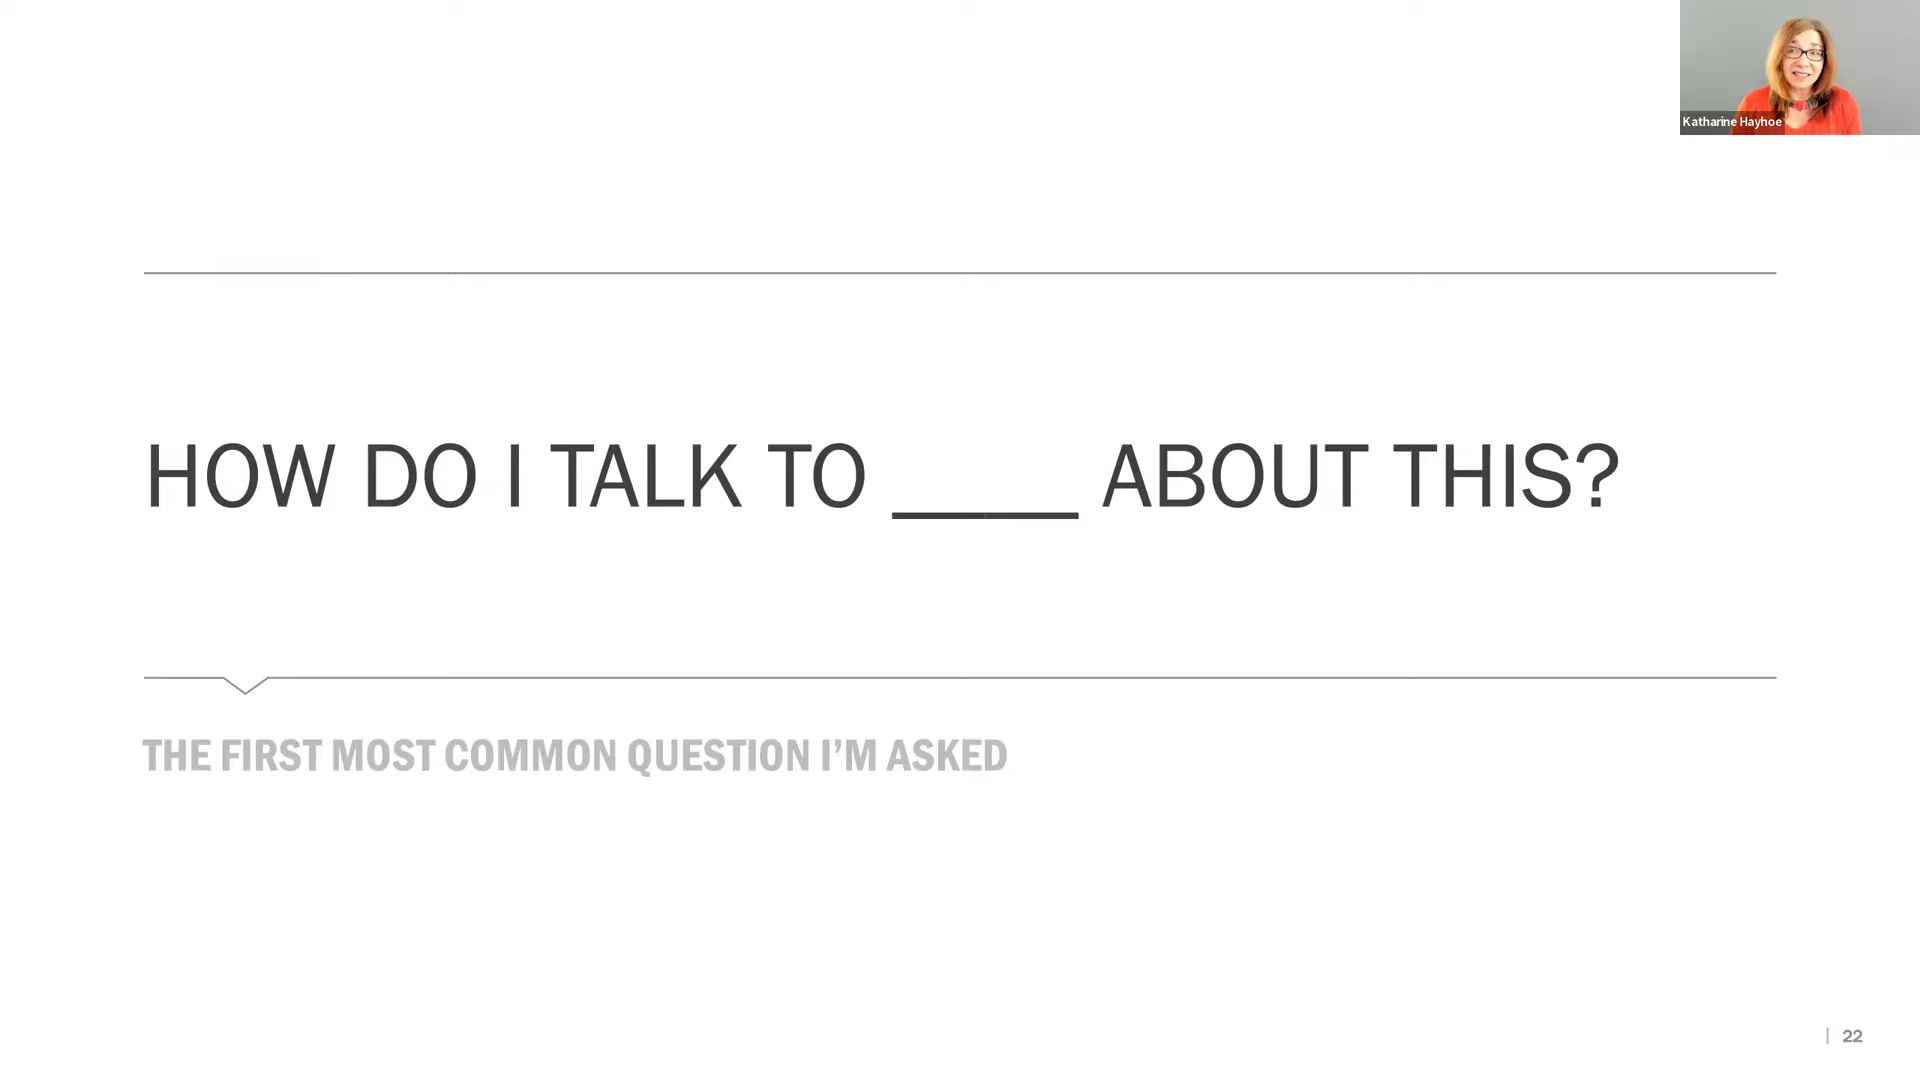 Katharine Hayhoe
HOW DO I TALK TO ____ ABOUT THIS?
THE FIRST MOST COMMON QUESTION I’M ASKED
22